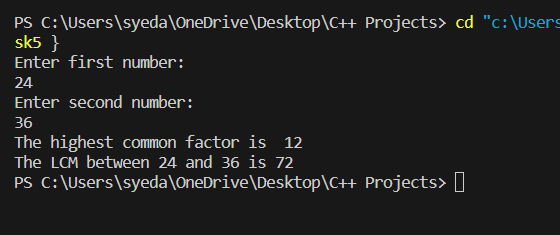 PS C:\Users\syeda\OneDrive\Desktop\C++ Projects> cd "c:\Users
sk5 }
Enter first number:
24
Enter second number:
36
The highest common factor is  12
The LCM between 24 and 36 is 72
PS C:\Users\syeda\OneDrive\Desktop\C++ Projects>